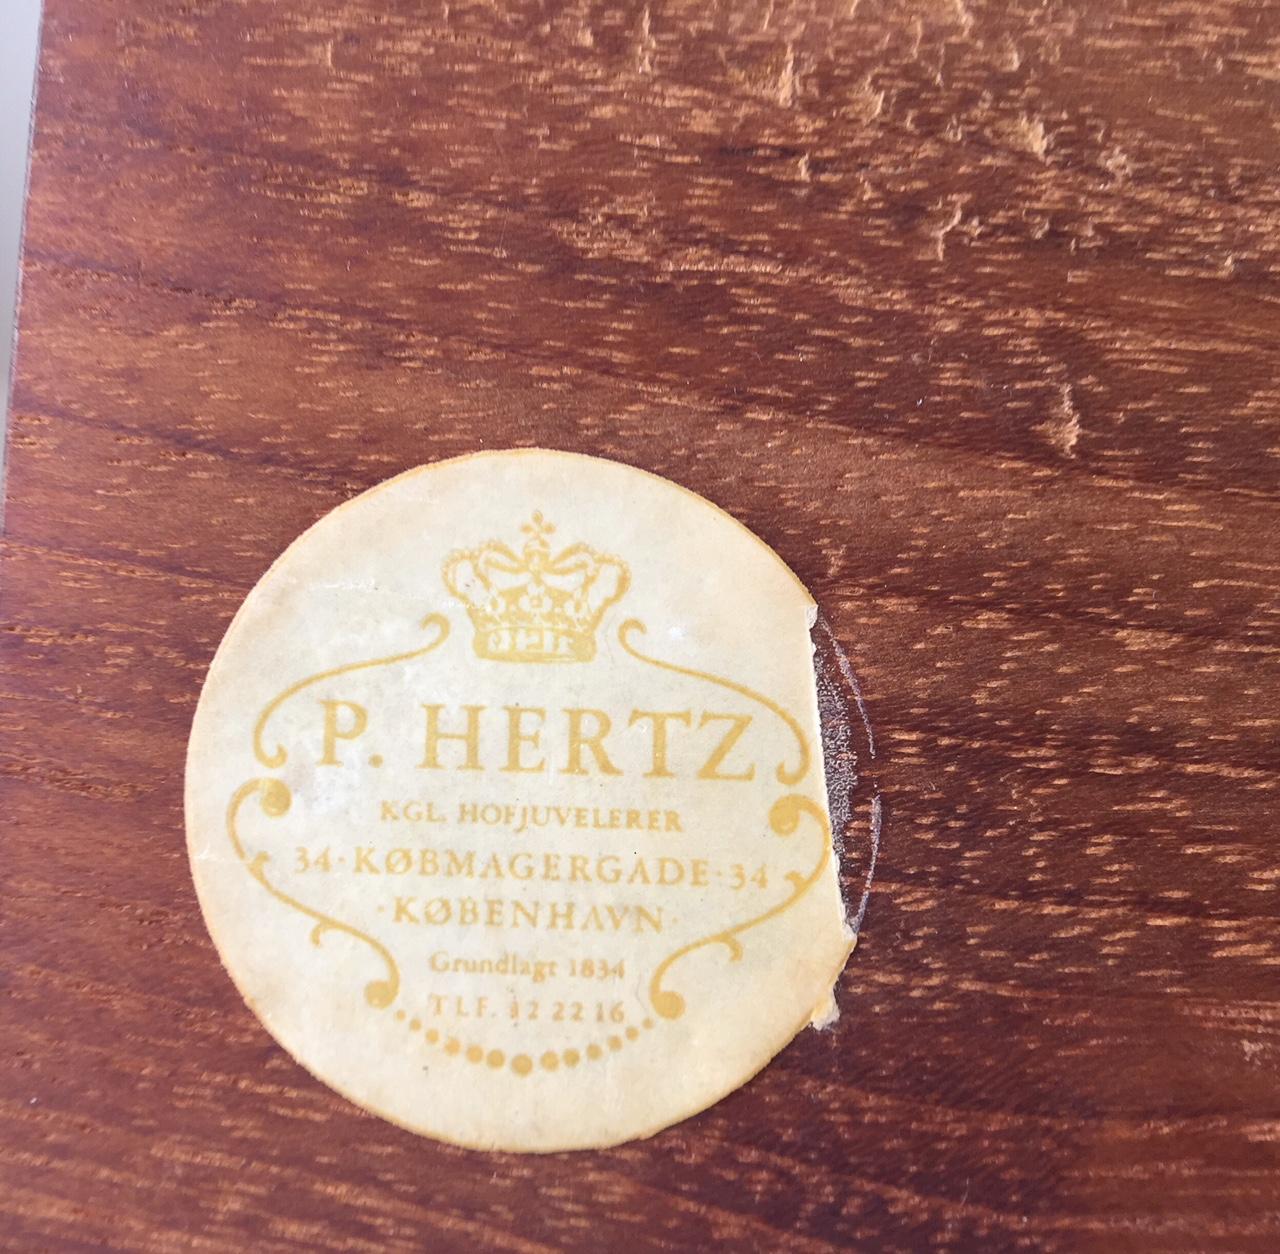 P. HERTZ
KGL. HOFJUVELERER
34·KØBMAGERGADE·34
·KØBENHAVN·
Grundlagt 1834
TLF. 12 22 16